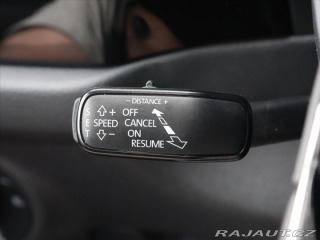 - DISTANCE +
S E T
+ OFF
SPEED CANCEL
- ON
RESUME
RAJAUT.CZ